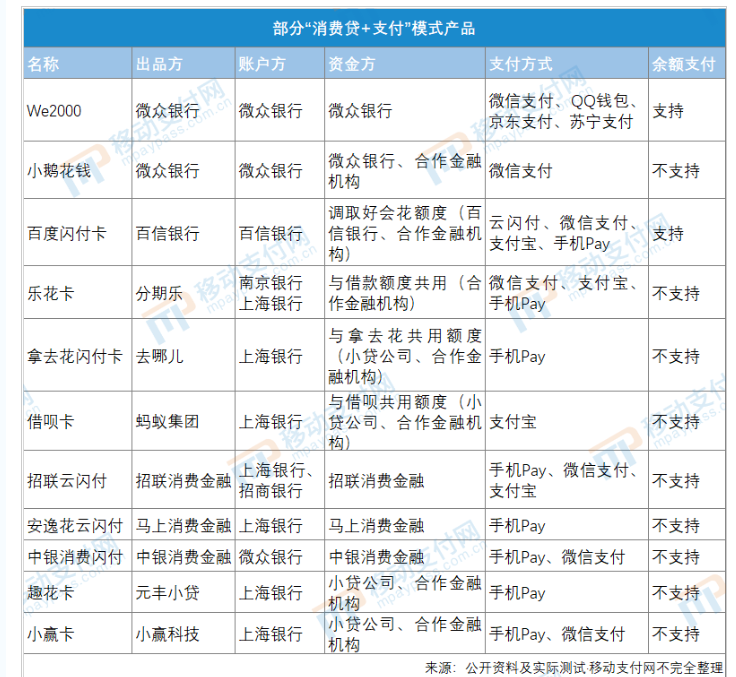 部分“消费贷+支付”模式产品
名称 出品方 账户方 资金方 支付方式 余额支付
We2000 微众银行 微众银行 微众银行 微信支付、QQ钱包、
京东支付、苏宁支付 支持
小鹅花钱 微众银行 微众银行 微众银行、合作金融
机构 微信支付 不支持
百度闪付卡 百信银行 百信银行 调取好会花额度（百
信银行、合作金融机
构） 云闪付、微信支付、
支付宝、手机Pay 支持
乐花卡 分期乐 南京银行
上海银行 与借款额度共用（合
作金融机构） 微信支付、支付宝、
手机Pay 不支持
拿去花闪付卡 去哪儿 上海银行 与拿去花共用额度
（小贷公司、合作金
融机构） 手机Pay 不支持
借呗卡 蚂蚁集团 上海银行 与借呗共用额度（小
贷公司、合作金融机
构） 支付宝 不支持
招联云闪付 招联消费金融 上海银行、
招商银行 招联消费金融 手机Pay、微信支付、
支付宝 不支持
安逸花云闪付 马上消费金融 上海银行 马上消费金融 手机Pay 不支持
中银消费闪付 中银消费金融 微众银行 中银消费金融 手机Pay、微信支付 不支持
趣花卡 元丰小贷 上海银行 小贷公司、合作金融
机构 手机Pay 不支持
小赢卡 小赢科技 上海银行 小贷公司、合作金融
机构 手机Pay、微信支付 不支持
来源：公开资料及实际测试·移动支付网不完全整理
移动支付网
mpaypass.com.cn